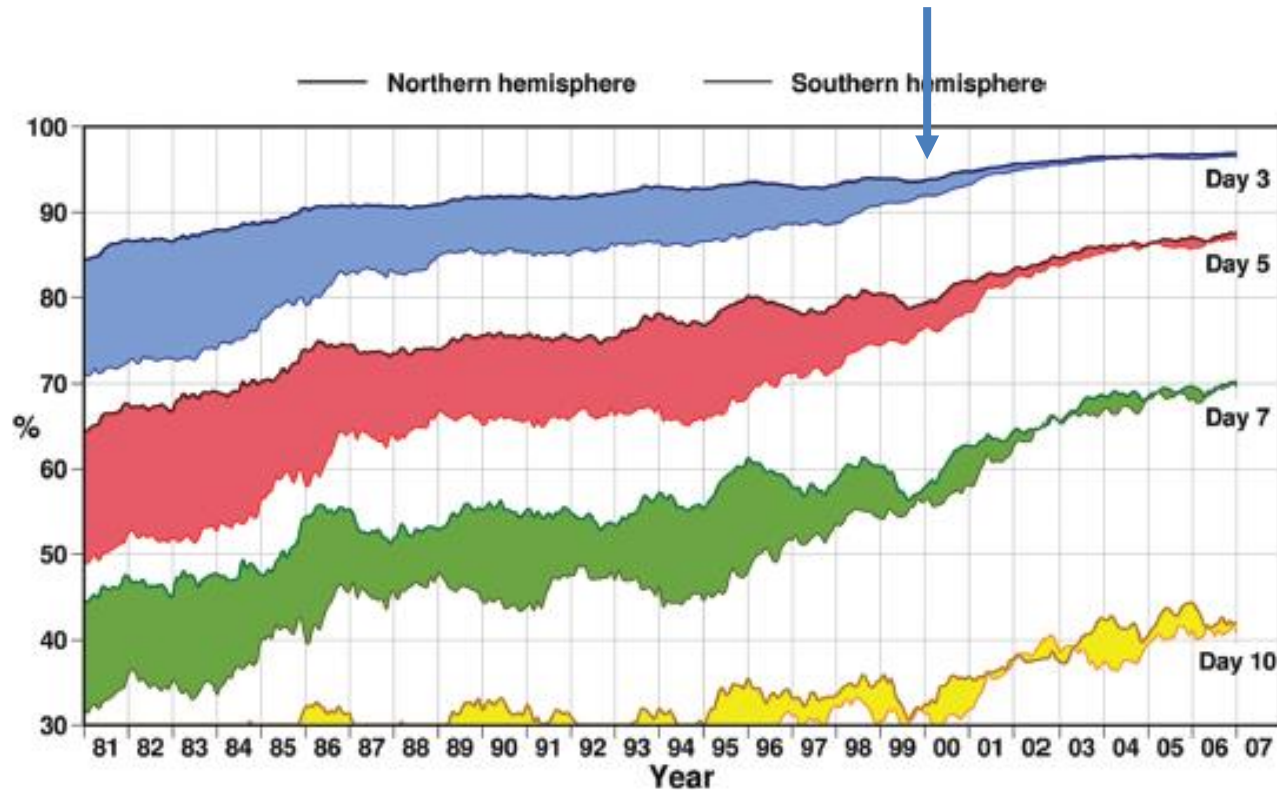 Northern hemisphere Southern hemisphere
100
Day 3
90
Day 5
80
70
Day 7
%
60
50
40
Day 10
30
81 82 83 84 85 86 87 88 89 90 91 92 93 94 95 96 97 98 99 00 01 02 03 04 05 06 07
Year